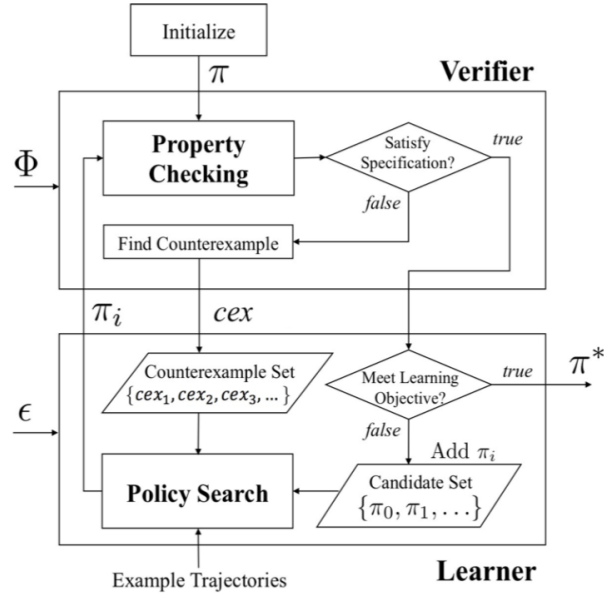 Initialize
π
Verifier
Φ
Property
Checking
Satisfy
Specification?
true
false
Find Counterexample
π_i
cex
Counterexample Set
{cex₁, cex₂, cex₃, ... }
Meet Learning
Objective?
true
π*
ϵ
false
Add π_i
Policy Search
Candidate Set
{π₀, π₁, . . .}
Example Trajectories
Learner